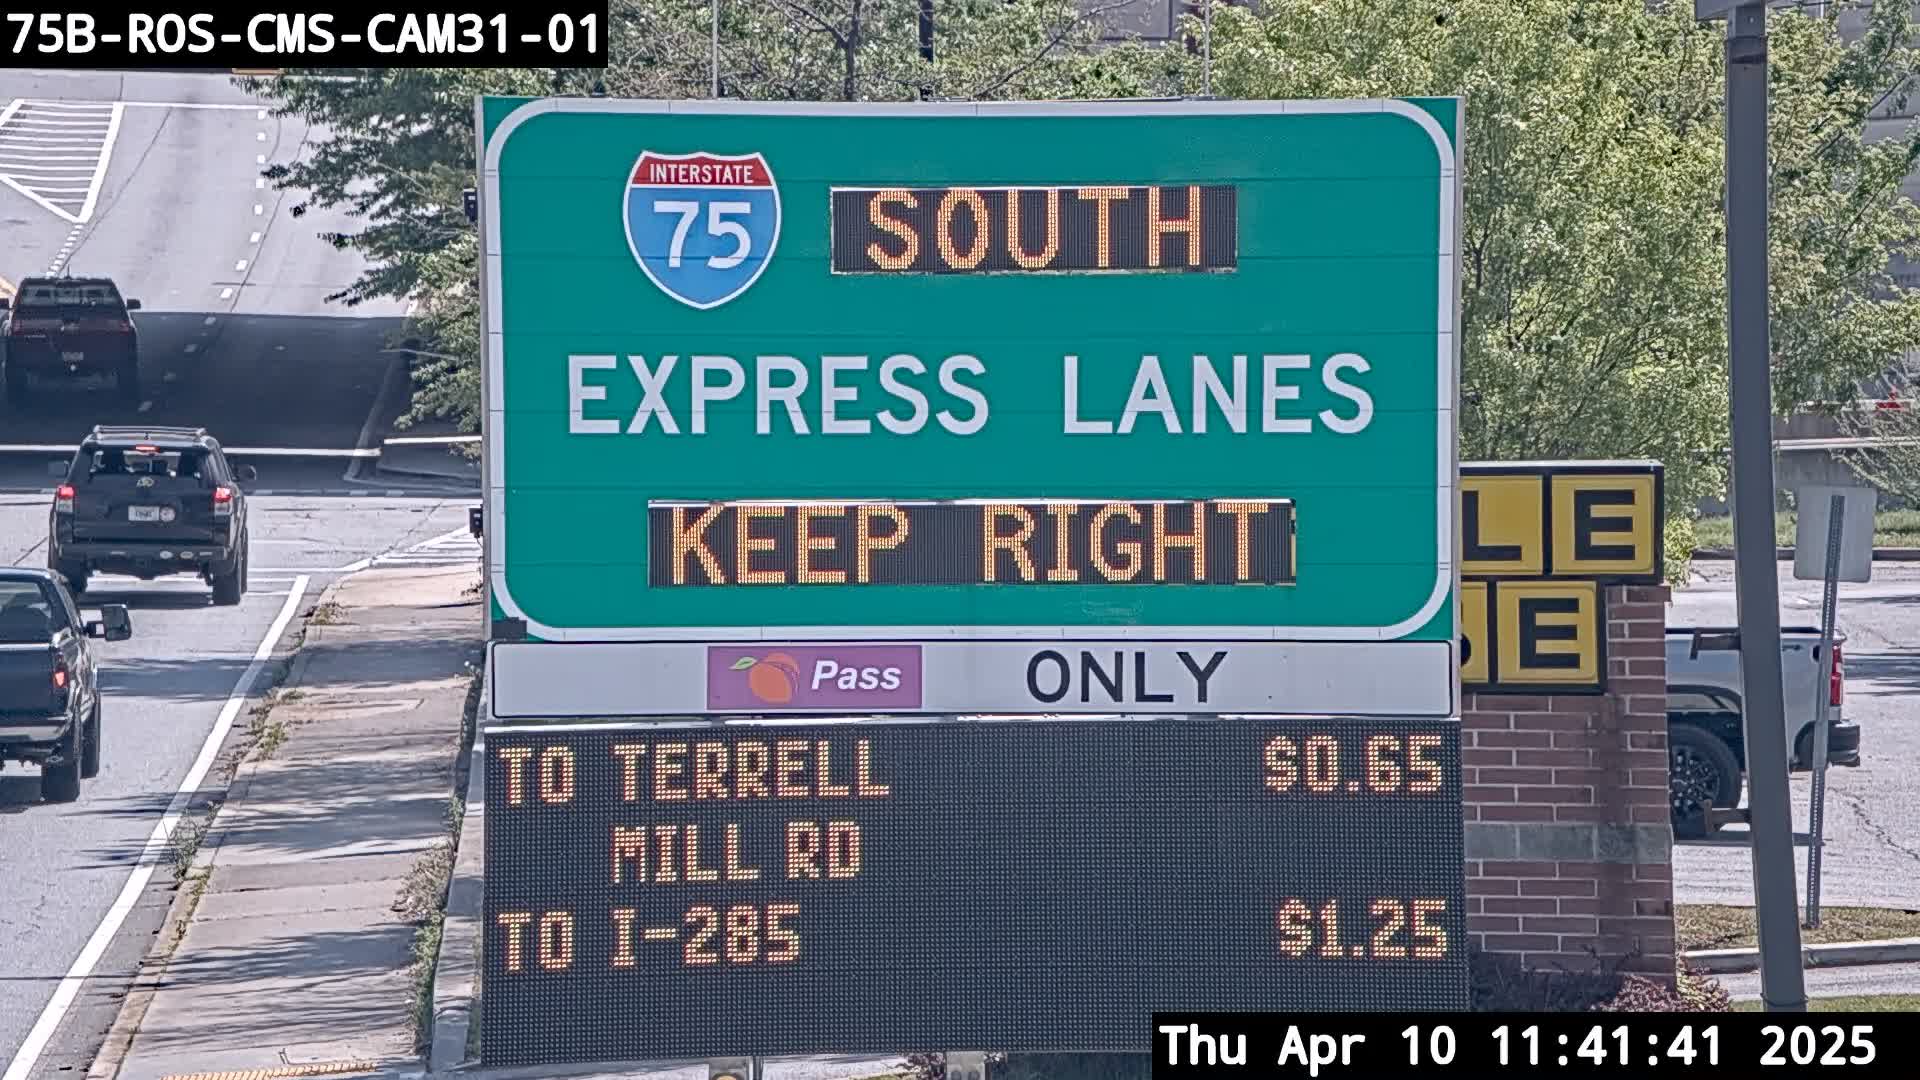 75B-ROS-CMS-CAM31-01
INTERSTATE
75
SOUTH
EXPRESS LANES
KEEP RIGHT
Pass ONLY
TO TERRELL $0.65
MILL RD
TO I-285 $1.25
LE
E
Thu Apr 10 11:41:41 2025